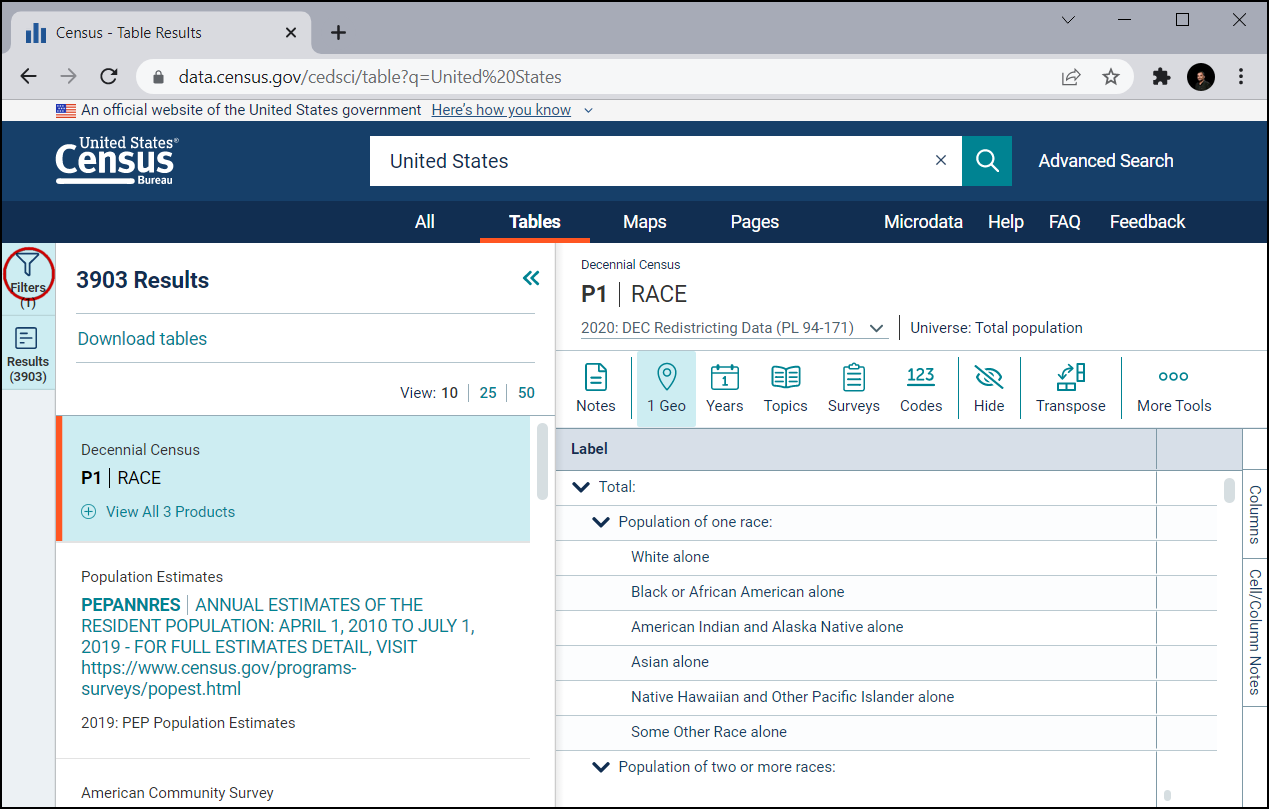 Census - Table Results
data.census.gov/cedsci/table?q=United%20States
An official website of the United States government Here's how you know
United States®
Census
Bureau
United States
Advanced Search
All Tables Maps Pages Microdata Help FAQ Feedback
Filters
(1)
Results
(3903)
3903 Results
Download tables
View: 10 25 50
Decennial Census
P1 | RACE
View All 3 Products
Population Estimates
PEPANNRES | ANNUAL ESTIMATES OF THE
RESIDENT POPULATION: APRIL 1, 2010 TO JULY 1,
2019 - FOR FULL ESTIMATES DETAIL, VISIT
https://www.census.gov/programs-
surveys/popest.html
2019: PEP Population Estimates
American Community Survey
Decennial Census
P1 | RACE
2020: DEC Redistricting Data (PL 94-171) Universe: Total population
1 123
Notes 1 Geo Years Topics Surveys Codes Hide Transpose More Tools
Label
Total:
Population of one race:
White alone
Black or African American alone
American Indian and Alaska Native alone
Asian alone
Native Hawaiian and Other Pacific Islander alone
Some Other Race alone
Population of two or more races:
Columns
Cell/Column Notes